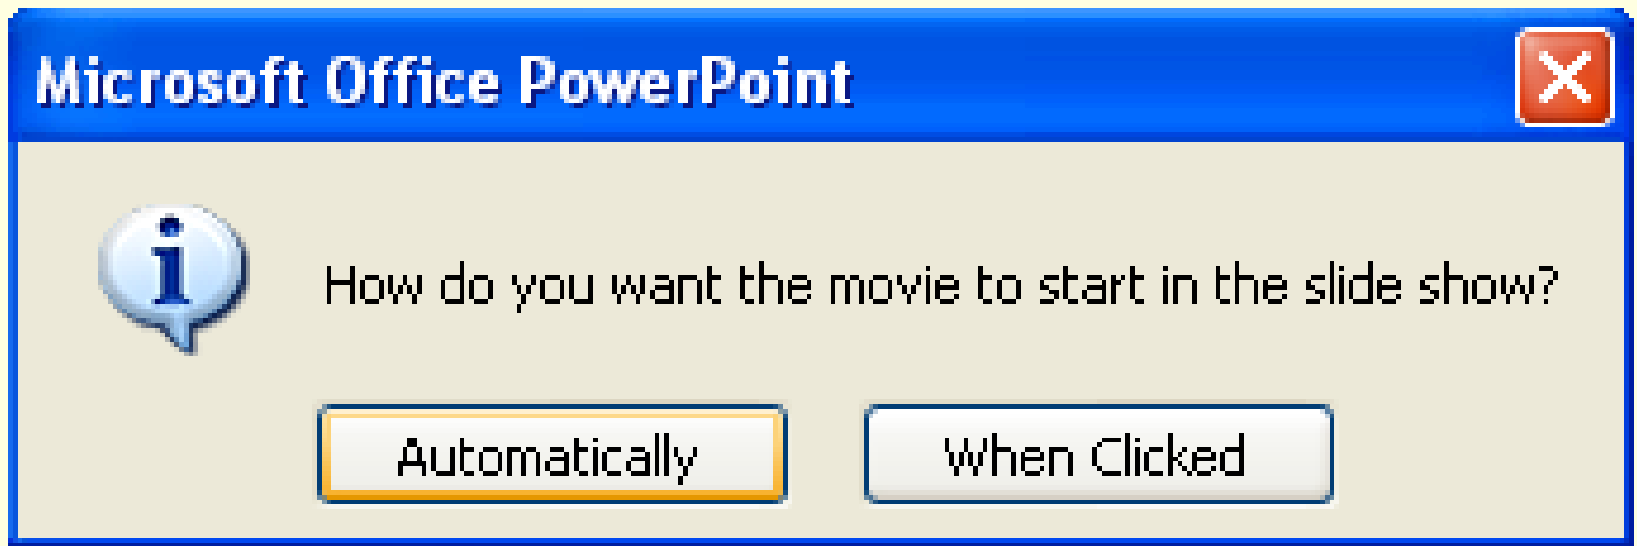 Microsoft Office PowerPoint
How do you want the movie to start in the slide show?
Automatically
When Clicked